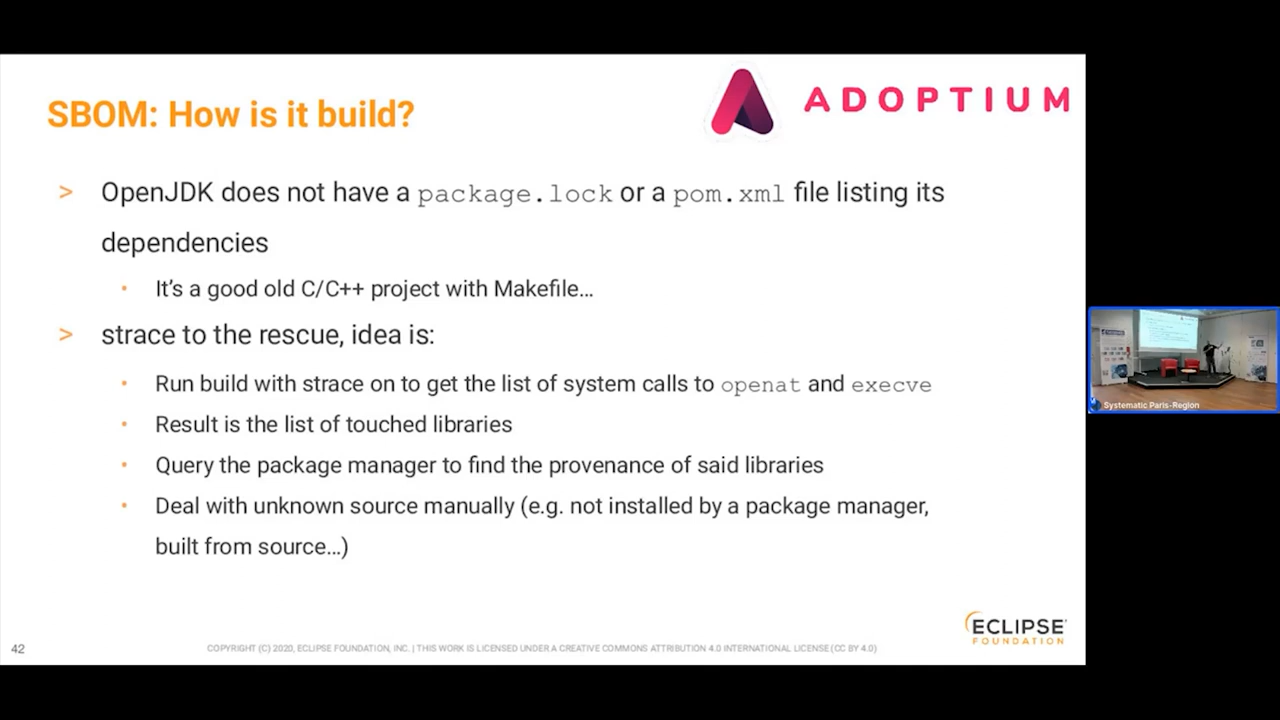 SBOM: How is it build?
ADOPTIUM
> OpenJDK does not have a package.lock or a pom.xml file listing its
dependencies
• It's a good old C/C++ project with Makefile…
> strace to the rescue, idea is:
• Run build with strace on to get the list of system calls to openat and execve
• Result is the list of touched libraries
• Query the package manager to find the provenance of said libraries
• Deal with unknown source manually (e.g. not installed by a package manager,
built from source…)
Systematic Paris-Region
ECLIPSE
FOUNDATION
42
COPYRIGHT (C) 2020, ECLIPSE FOUNDATION, INC. | THIS WORK IS LICENSED UNDER A CREATIVE COMMONS ATTRIBUTION 4.0 INTERNATIONAL LICENSE (CC BY 4.0)